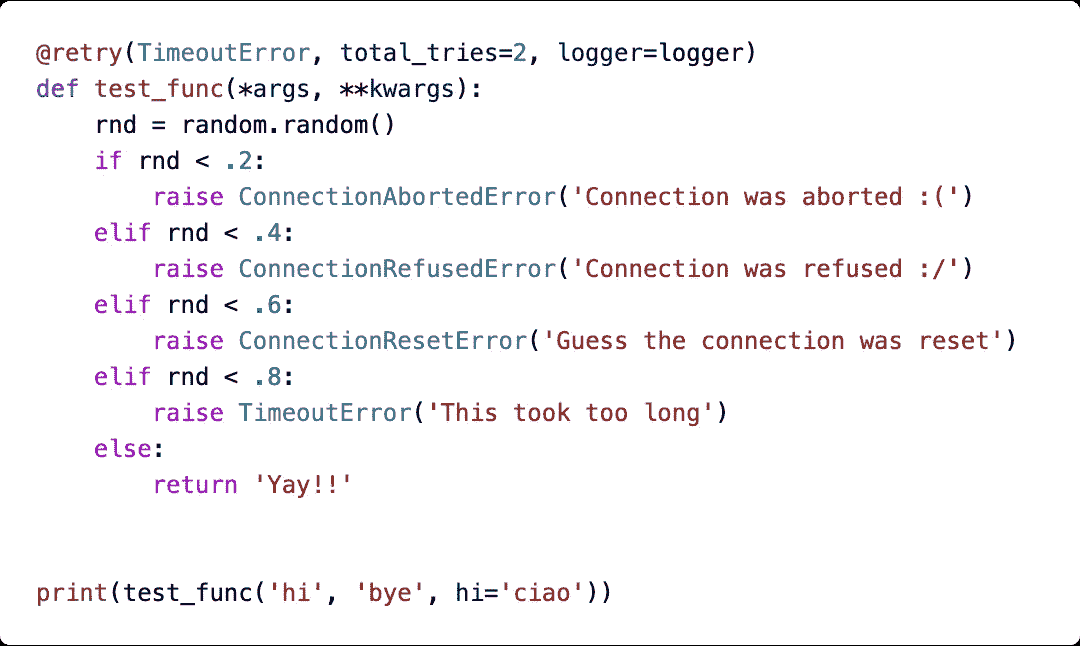 @retry(TimeoutError, total_tries=2, logger=logger)
def test_func(*args, **kwargs):
    rnd = random.random()
    if rnd < .2:
        raise ConnectionAbortedError('Connection was aborted :(')
    elif rnd < .4:
        raise ConnectionRefusedError('Connection was refused :/')
    elif rnd < .6:
        raise ConnectionResetError('Guess the connection was reset')
    elif rnd < .8:
        raise TimeoutError('This took too long')
    else:
        return 'Yay!!'
print(test_func('hi', 'bye', hi='ciao'))